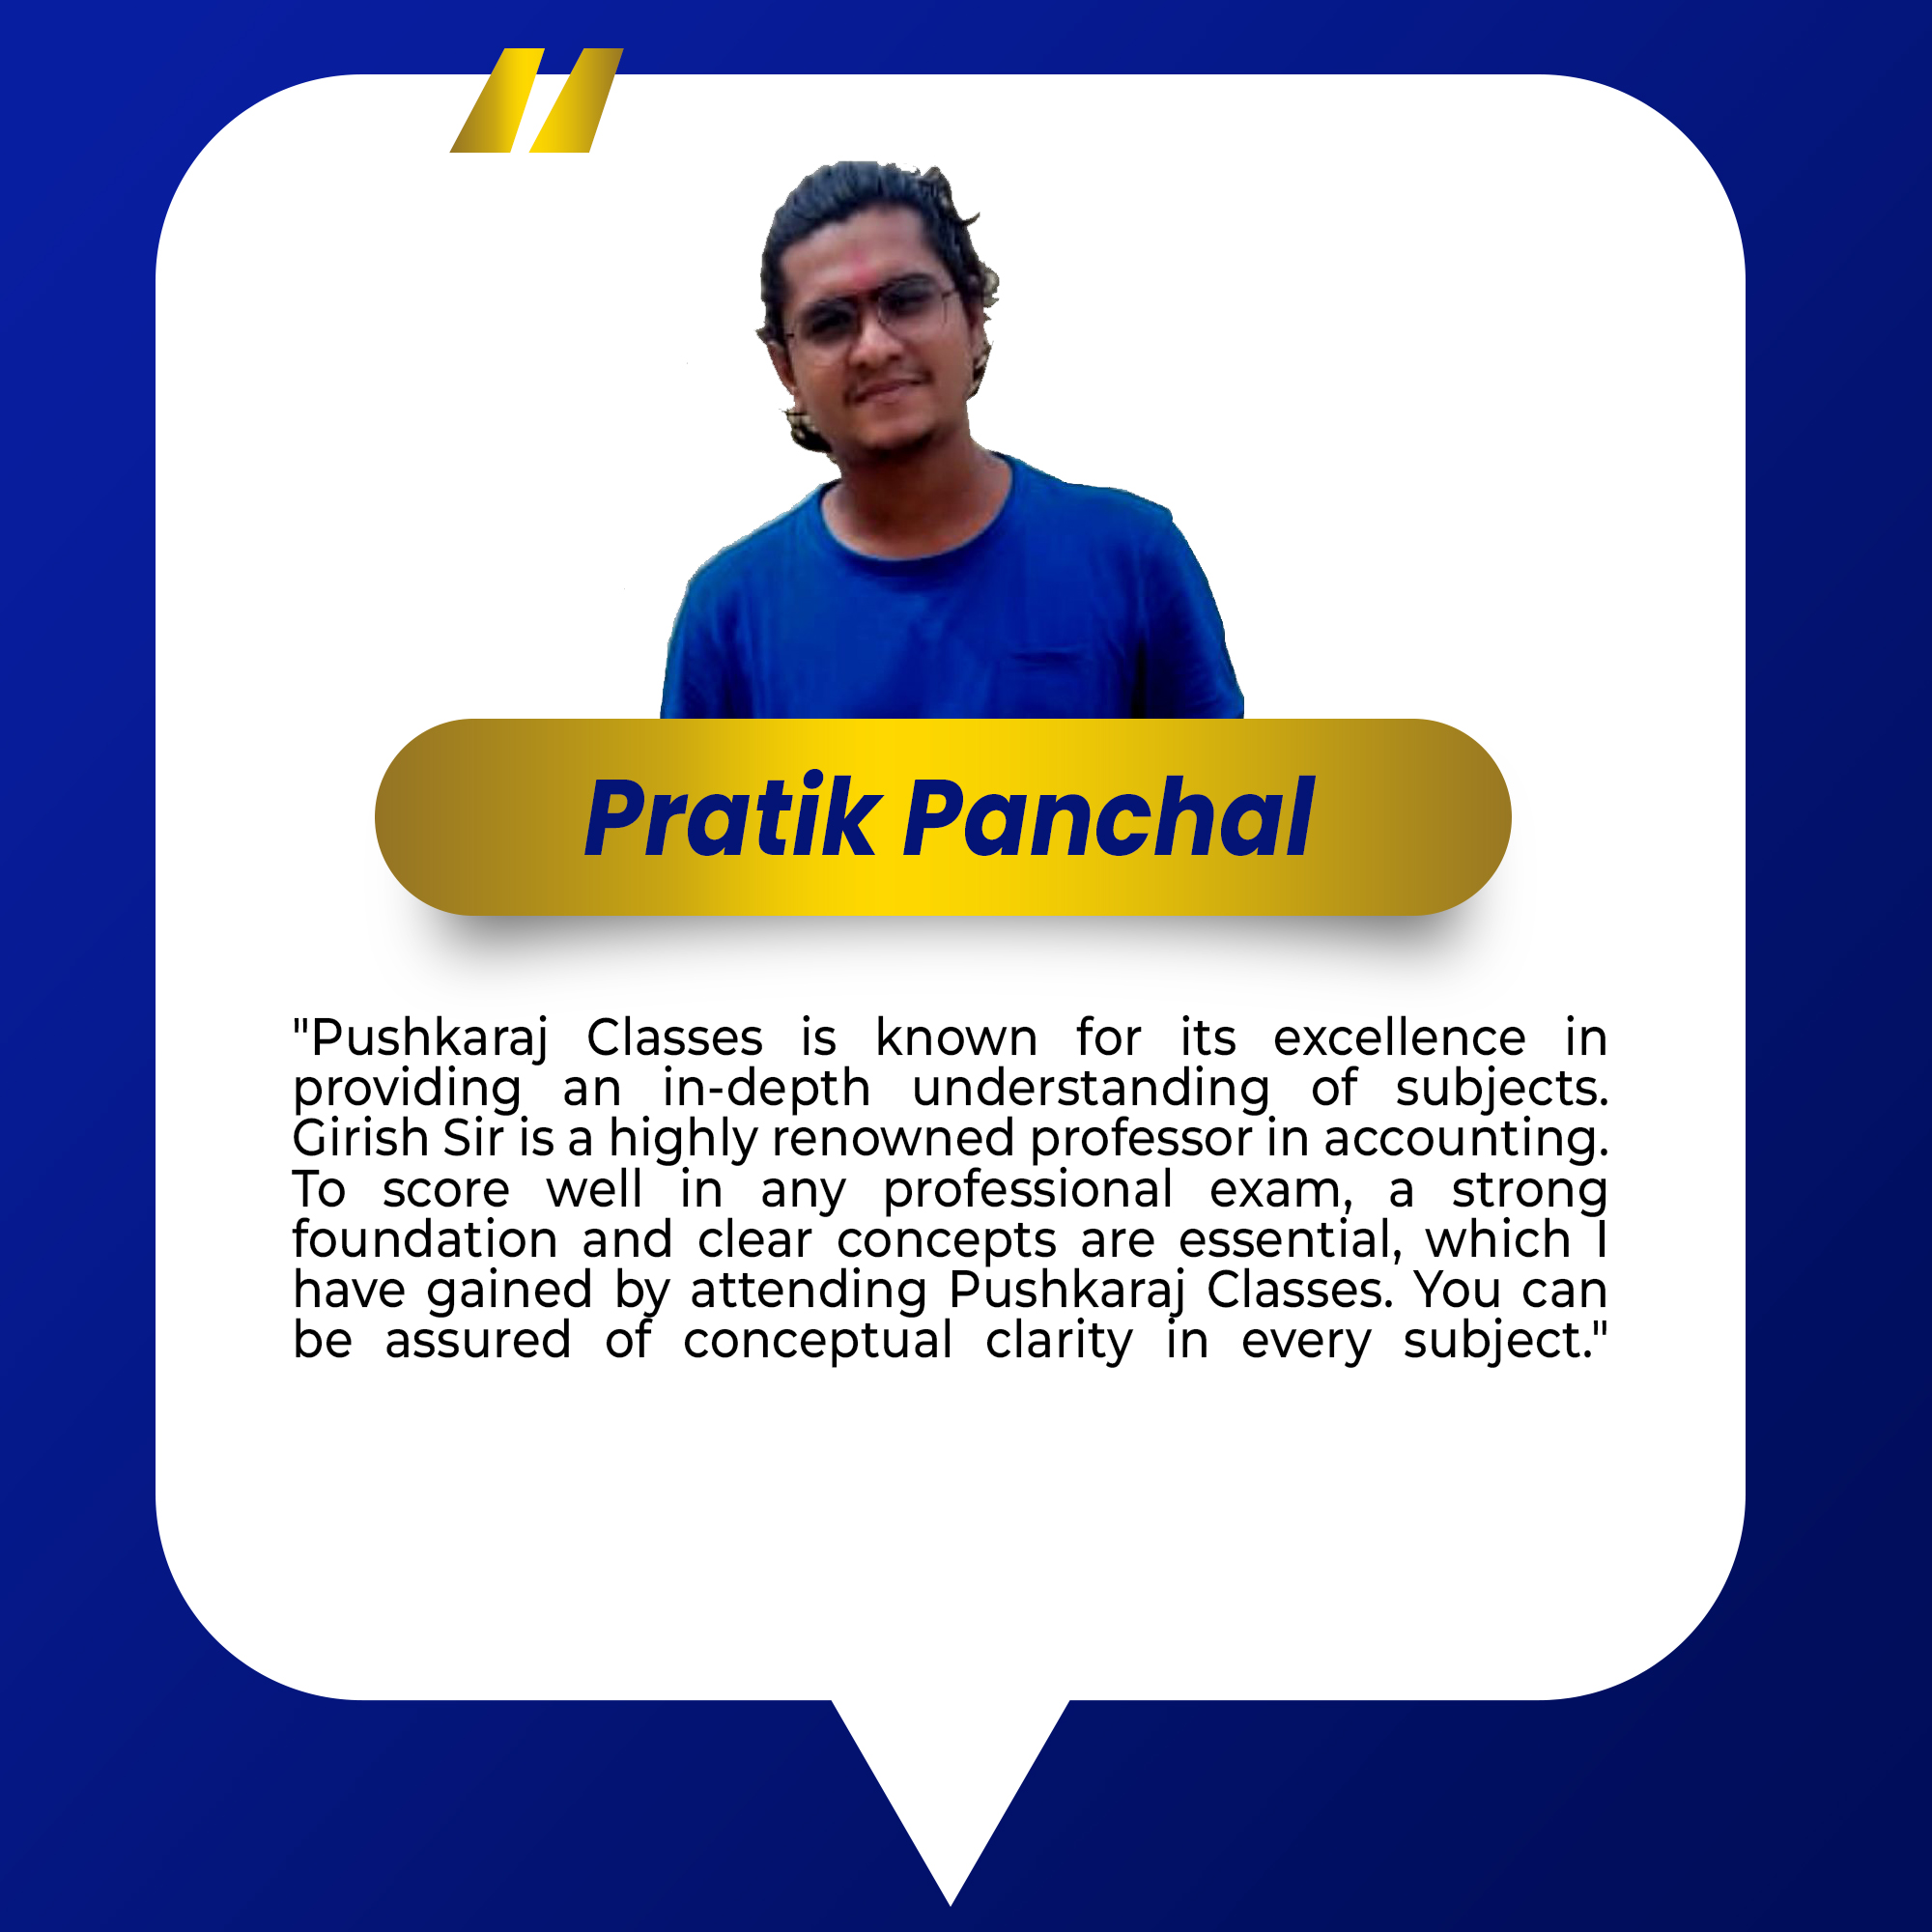 Pratik Panchal
"Pushkaraj Classes is known for its excellence in
providing an in-depth understanding of subjects.
Girish Sir is a highly renowned professor in accounting.
To score well in any professional exam, a strong
foundation and clear concepts are essential, which I
have gained by attending Pushkaraj Classes. You can
be assured of conceptual clarity in every subject."